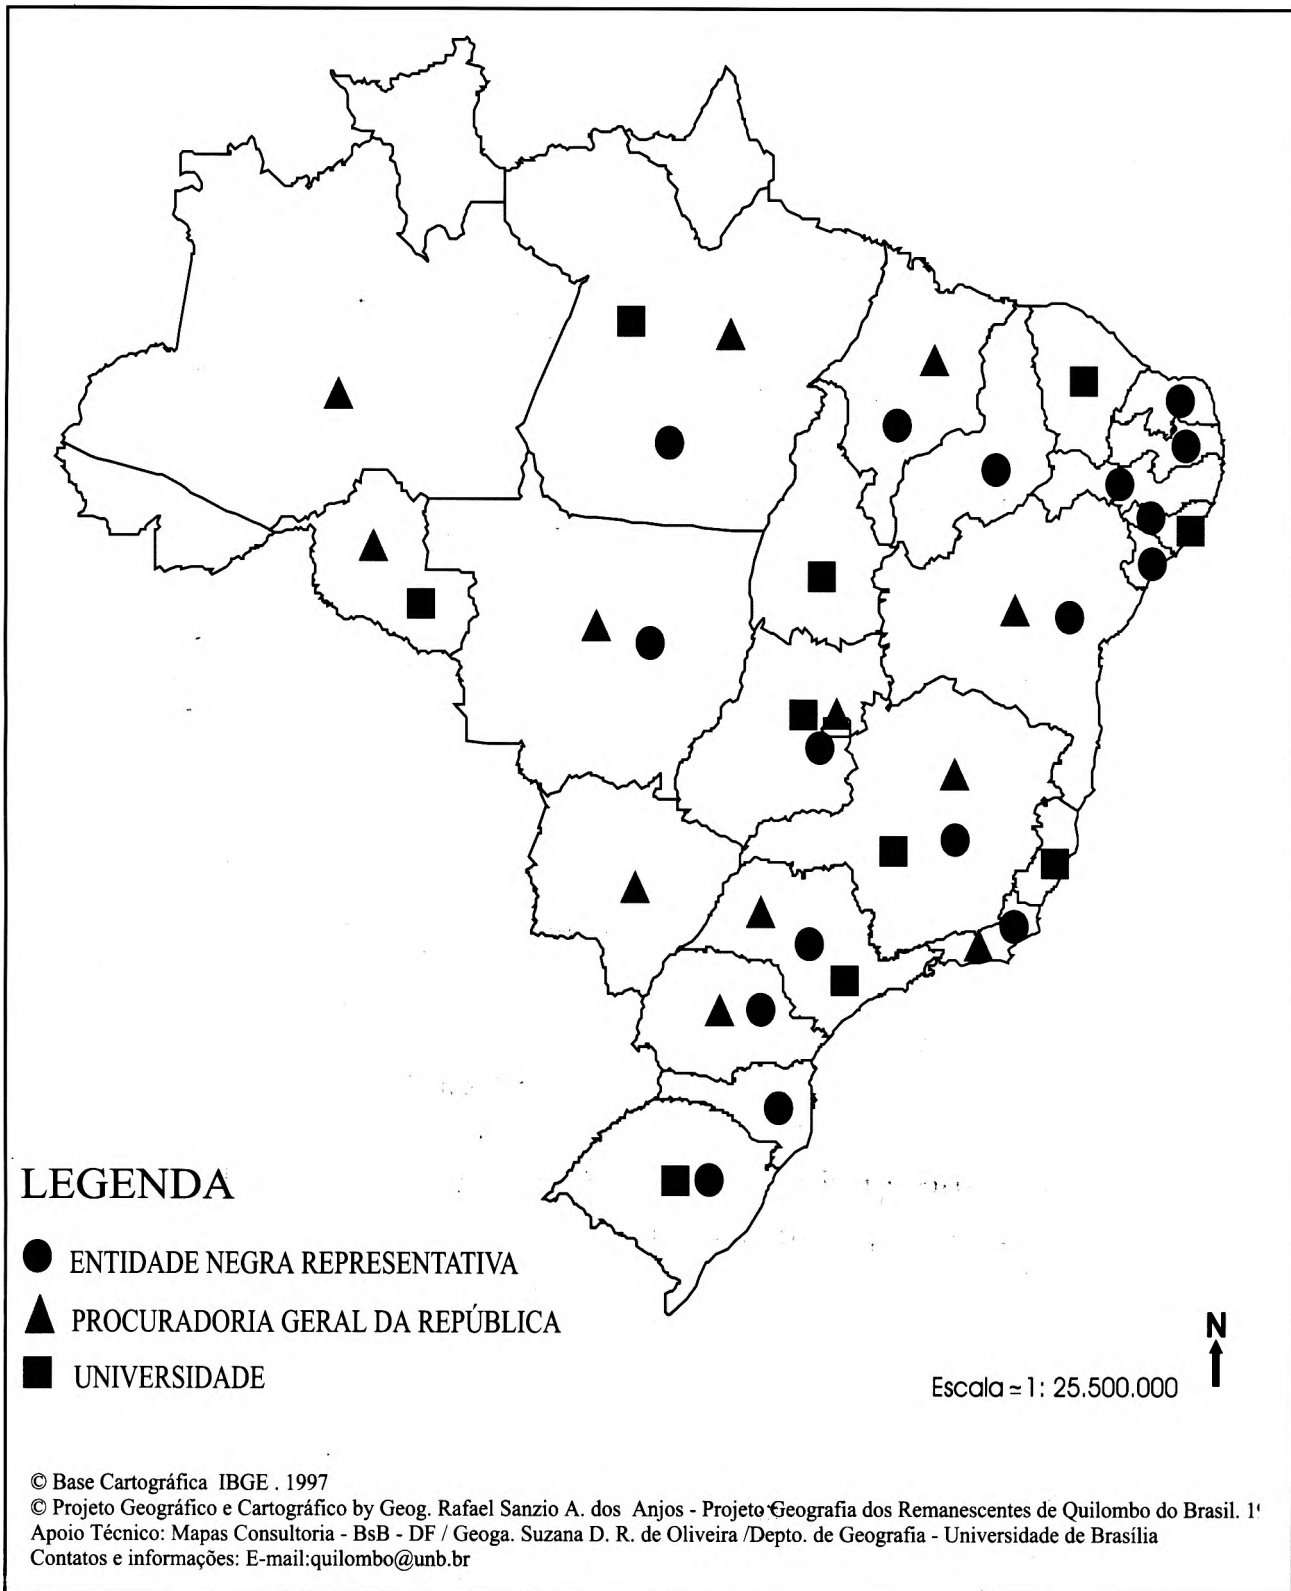 LEGENDA
ENTIDADE NEGRA REPRESENTATIVA
PROCURADORIA GERAL DA REPÚBLICA
UNIVERSIDADE
N
Escala ≃ 1: 25.500.000
© Base Cartográfica IBGE . 1997
© Projeto Geográfico e Cartográfico by Geog. Rafael Sanzio A. dos Anjos - Projeto Geografia dos Remanescentes de Quilombo do Brasil.
Apoio Técnico: Mapas Consultoria - BsB - DF / Geoga. Suzana D. R. de Oliveira /Depto. de Geografia - Universidade de Brasília
Contatos e informações: E-mail:quilombo@unb.br